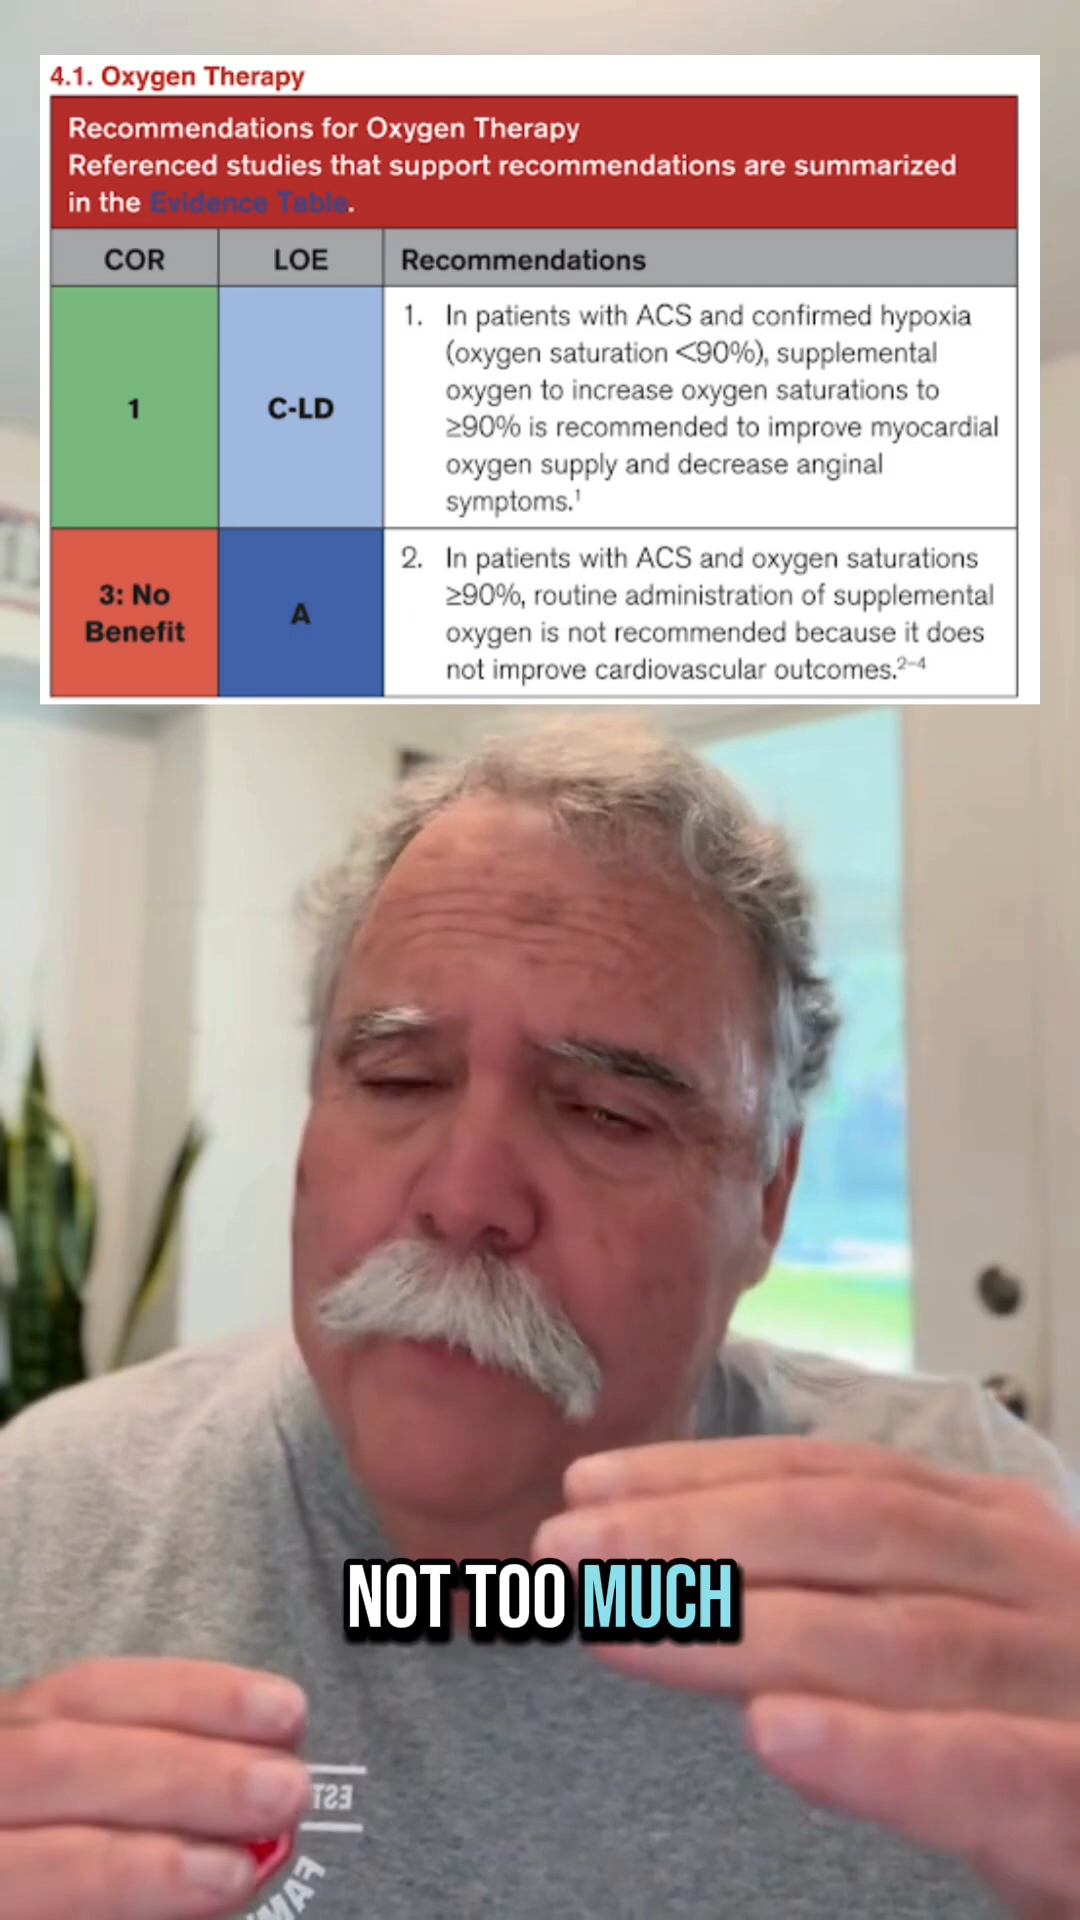 4.1. Oxygen Therapy
Recommendations for Oxygen Therapy
Referenced studies that support recommendations are summarized
in the Evidence Table.
COR LOE Recommendations
1 C-LD
1. In patients with ACS and confirmed hypoxia
(oxygen saturation <90%), supplemental
oxygen to increase oxygen saturations to
≥90% is recommended to improve myocardial
oxygen supply and decrease anginal
symptoms.¹
3: No
Benefit
A
2. In patients with ACS and oxygen saturations
≥90%, routine administration of supplemental
oxygen is not recommended because it does
not improve cardiovascular outcomes.²⁻⁴
NOT TOO MUCH
EST
FAM